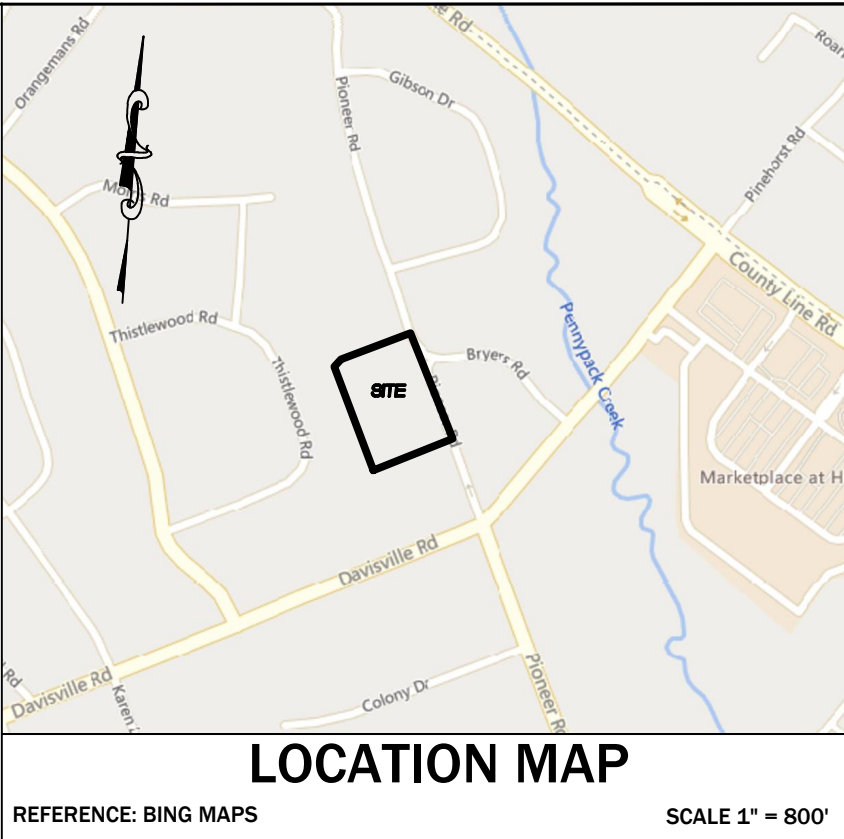 Orangemans Rd
Pioneer Rd
Gibson Dr
Rd
Pinehorst Rd
County Line Rd
Thistlewood Rd
Thistlewood Rd
Bryers Rd
Pennypack Creek
SITE
Rd
Marketplace at H
Davisville Rd
Davisville Rd
Colony Dr
Pioneer R
Karen
Rd
LOCATION MAP
REFERENCE: BING MAPS
SCALE 1" = 800'